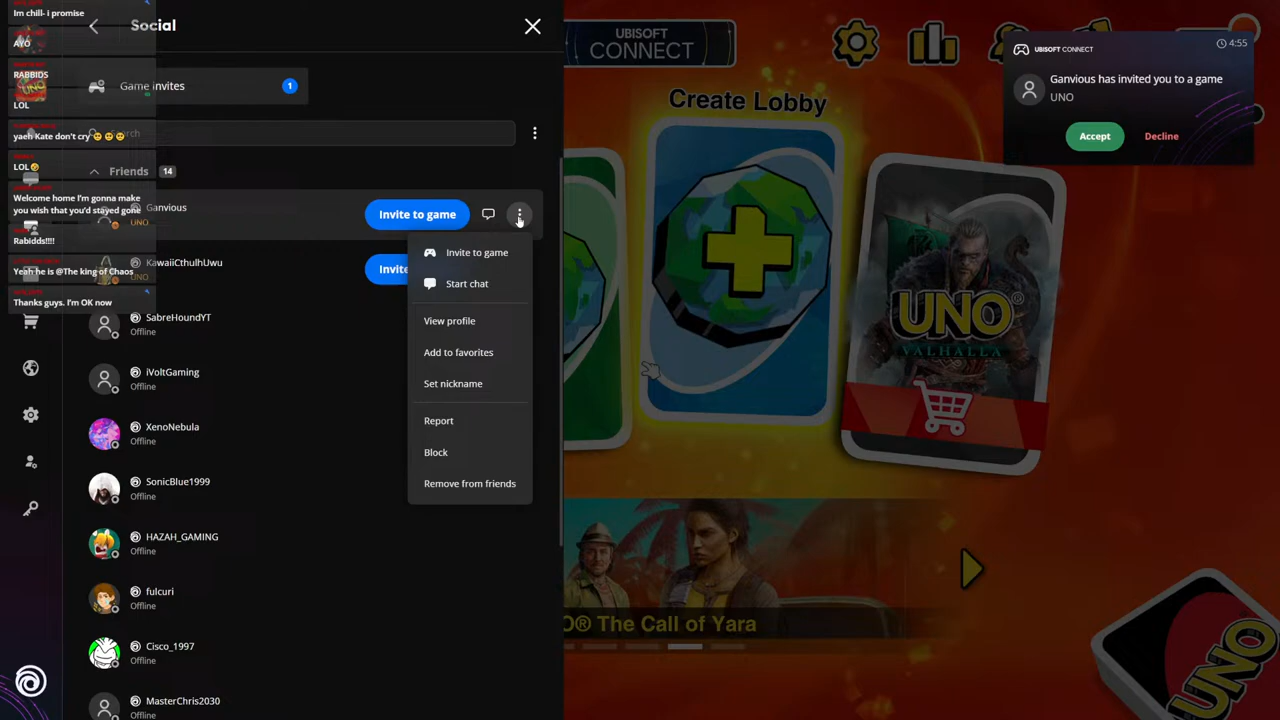 Im chill- i promise
AYO
RABBIDS
LOL
yaeh Kate don't cry
LOL
Welcome home I'm gonna make
you wish that you'd stayed gone
Rabidds!!!!
Yeah he is @The king of Chaos
Thanks guys. I'm OK now
Social
Game invites
1
Search
Friends
14
Ganvious
UNO
Invite to game
KawaiiCthulhUwu
UNO
Invite
SabreHoundYT
Offline
iVoltGaming
Offline
XenoNebula
Offline
SonicBlue1999
Offline
HAZAH_GAMING
Offline
fulcuri
Offline
Cisco_1997
Offline
MasterChris2030
Offline
Invite to game
Start chat
View profile
Add to favorites
Set nickname
Report
Block
Remove from friends
UBISOFT
CONNECT
Create Lobby
UNO®
VALHALLA
O® The Call of Yara
UNO
UBISOFT CONNECT
4:55
Ganvious has invited you to a game
UNO
Accept
Decline